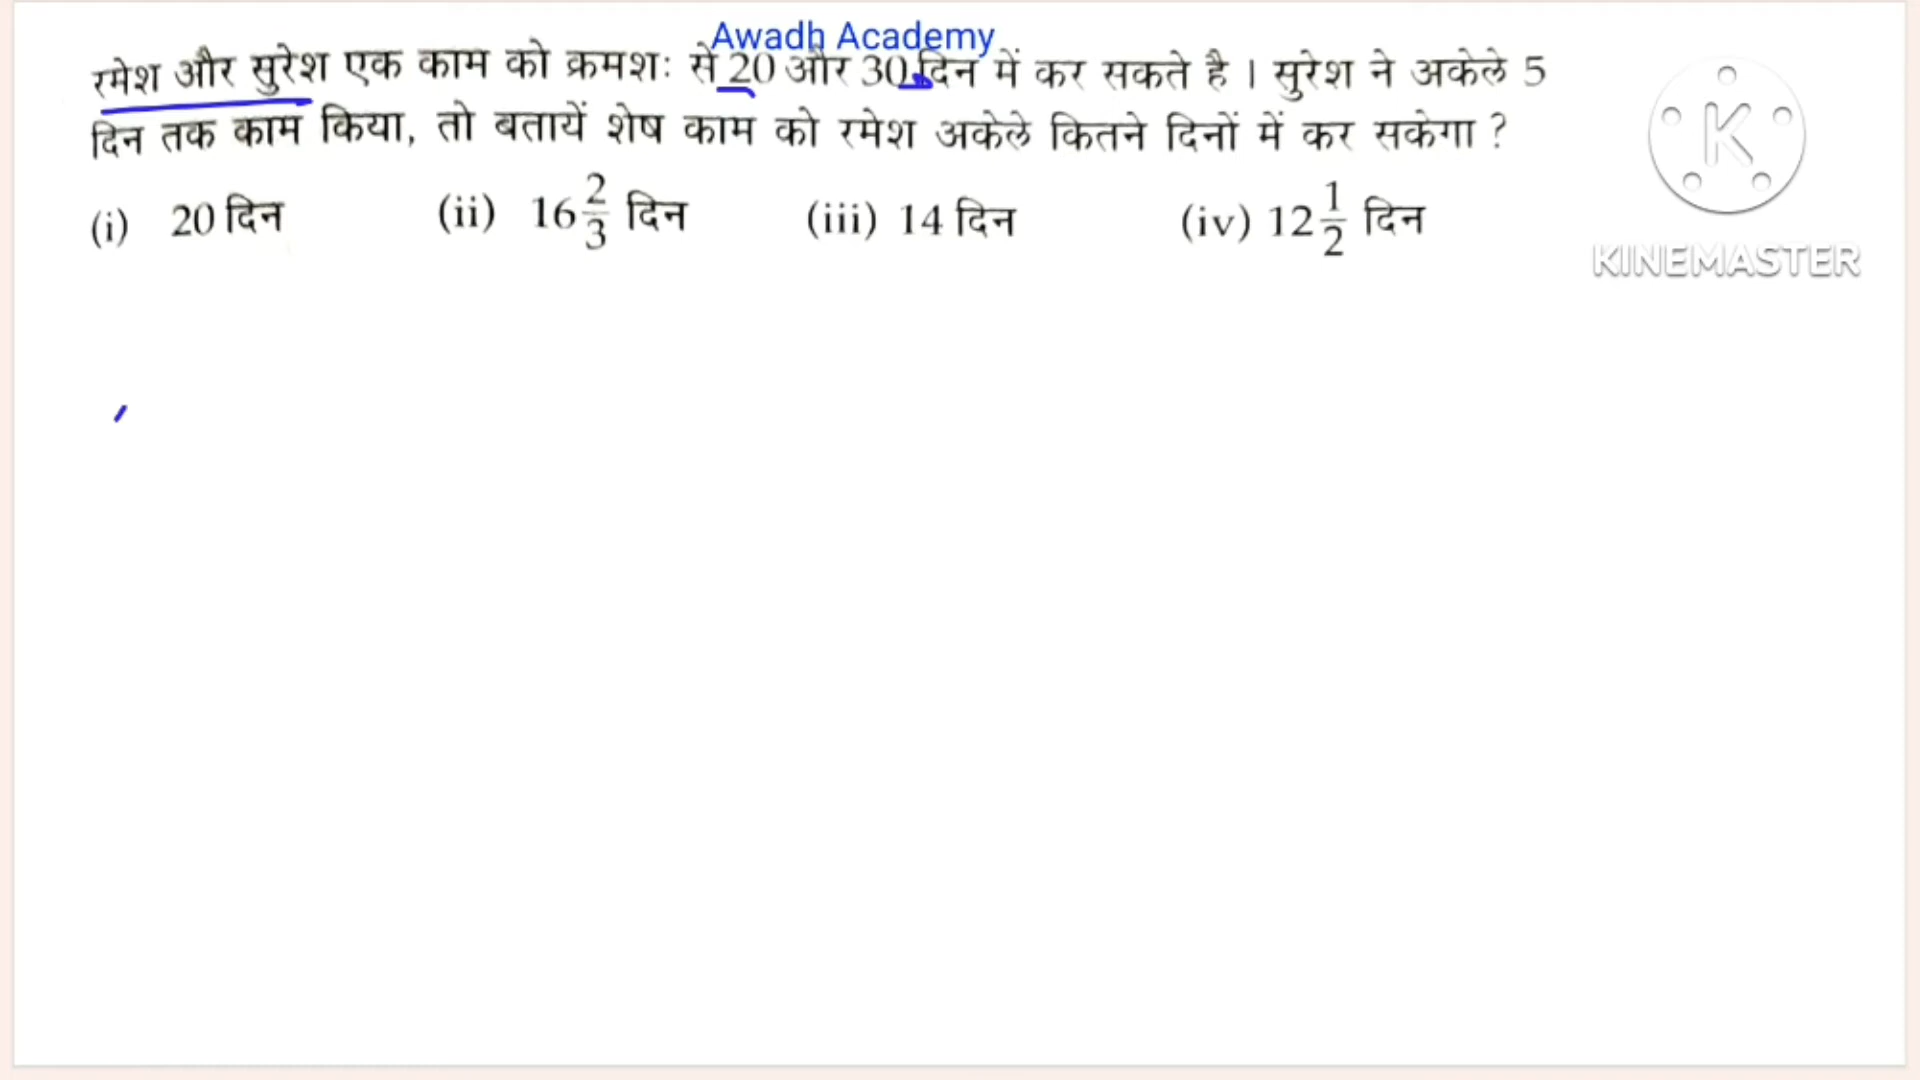 Awadh Academy
रमेश और सुरेश एक काम को क्रमशः से 20 और 30 दिन में कर सकते है । सुरेश ने अकेले 5
दिन तक काम किया, तो बतायें शेष काम को रमेश अकेले कितने दिनों में कर सकेगा ?
(i) 20 दिन (ii) 16 2/3 दिन (iii) 14 दिन (iv) 12 1/2 दिन
K
KINEMASTER